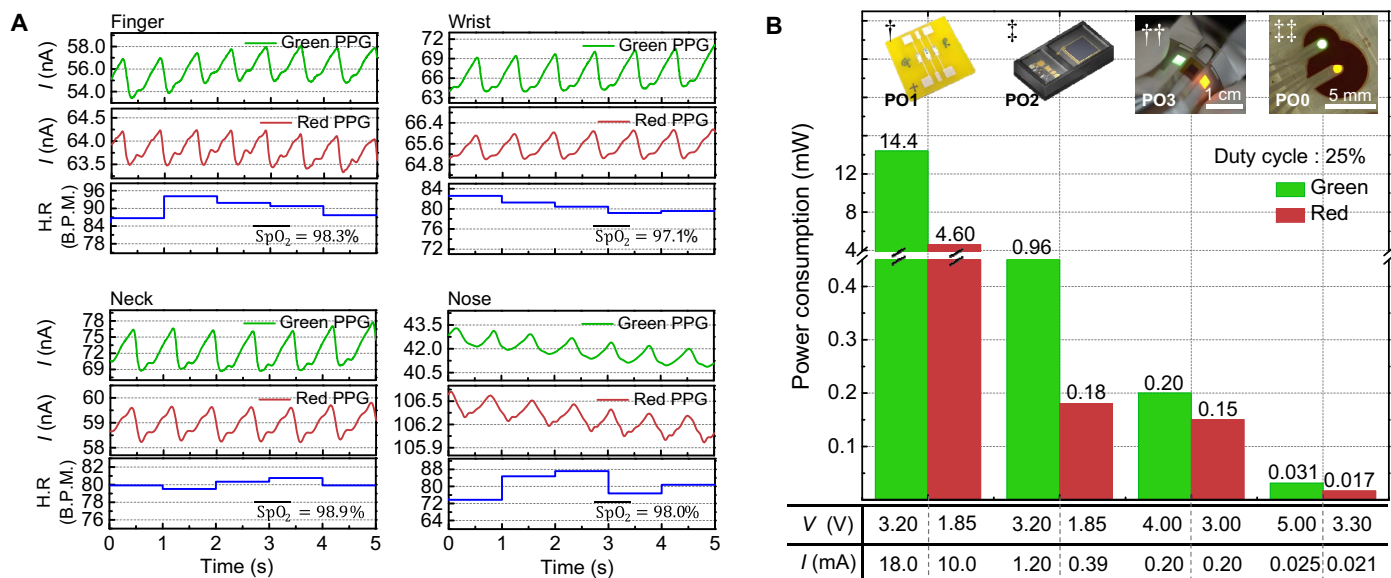 A
Finger
Green PPG
I (nA)
58.0
56.0
54.0
Red PPG
I (nA)
64.5
64.0
63.5
H.R
(B.P.M.)
96
90
84
78
SpO2 = 98.3%
Wrist
Green PPG
72
69
66
63
Red PPG
66.4
65.6
64.8
84
80
76
72
SpO2 = 97.1%
Neck
Green PPG
I (nA)
78
75
72
69
Red PPG
I (nA)
60
59
58
H.R
(B.P.M.)
82
80
78
76
SpO2 = 98.9%
0 1 2 3 4 5
Time (s)
Nose
Green PPG
43.5
42.0
40.5
Red PPG
106.5
106.2
105.9
88
80
72
64
SpO2 = 98.0%
0 1 2 3 4 5
Time (s)
B
† ‡ †† ‡‡
PO1 PO2 PO3 1 cm PO0 5 mm
Duty cycle : 25%
Green
Red
Power consumption (mW)
12
8
4
0.4
0.3
0.2
0.1
14.4 4.60 0.96 0.18 0.20 0.15 0.031 0.017
V (V) 3.20 1.85 3.20 1.85 4.00 3.00 5.00 3.30
I (mA) 18.0 10.0 1.20 0.39 0.20 0.20 0.025 0.021